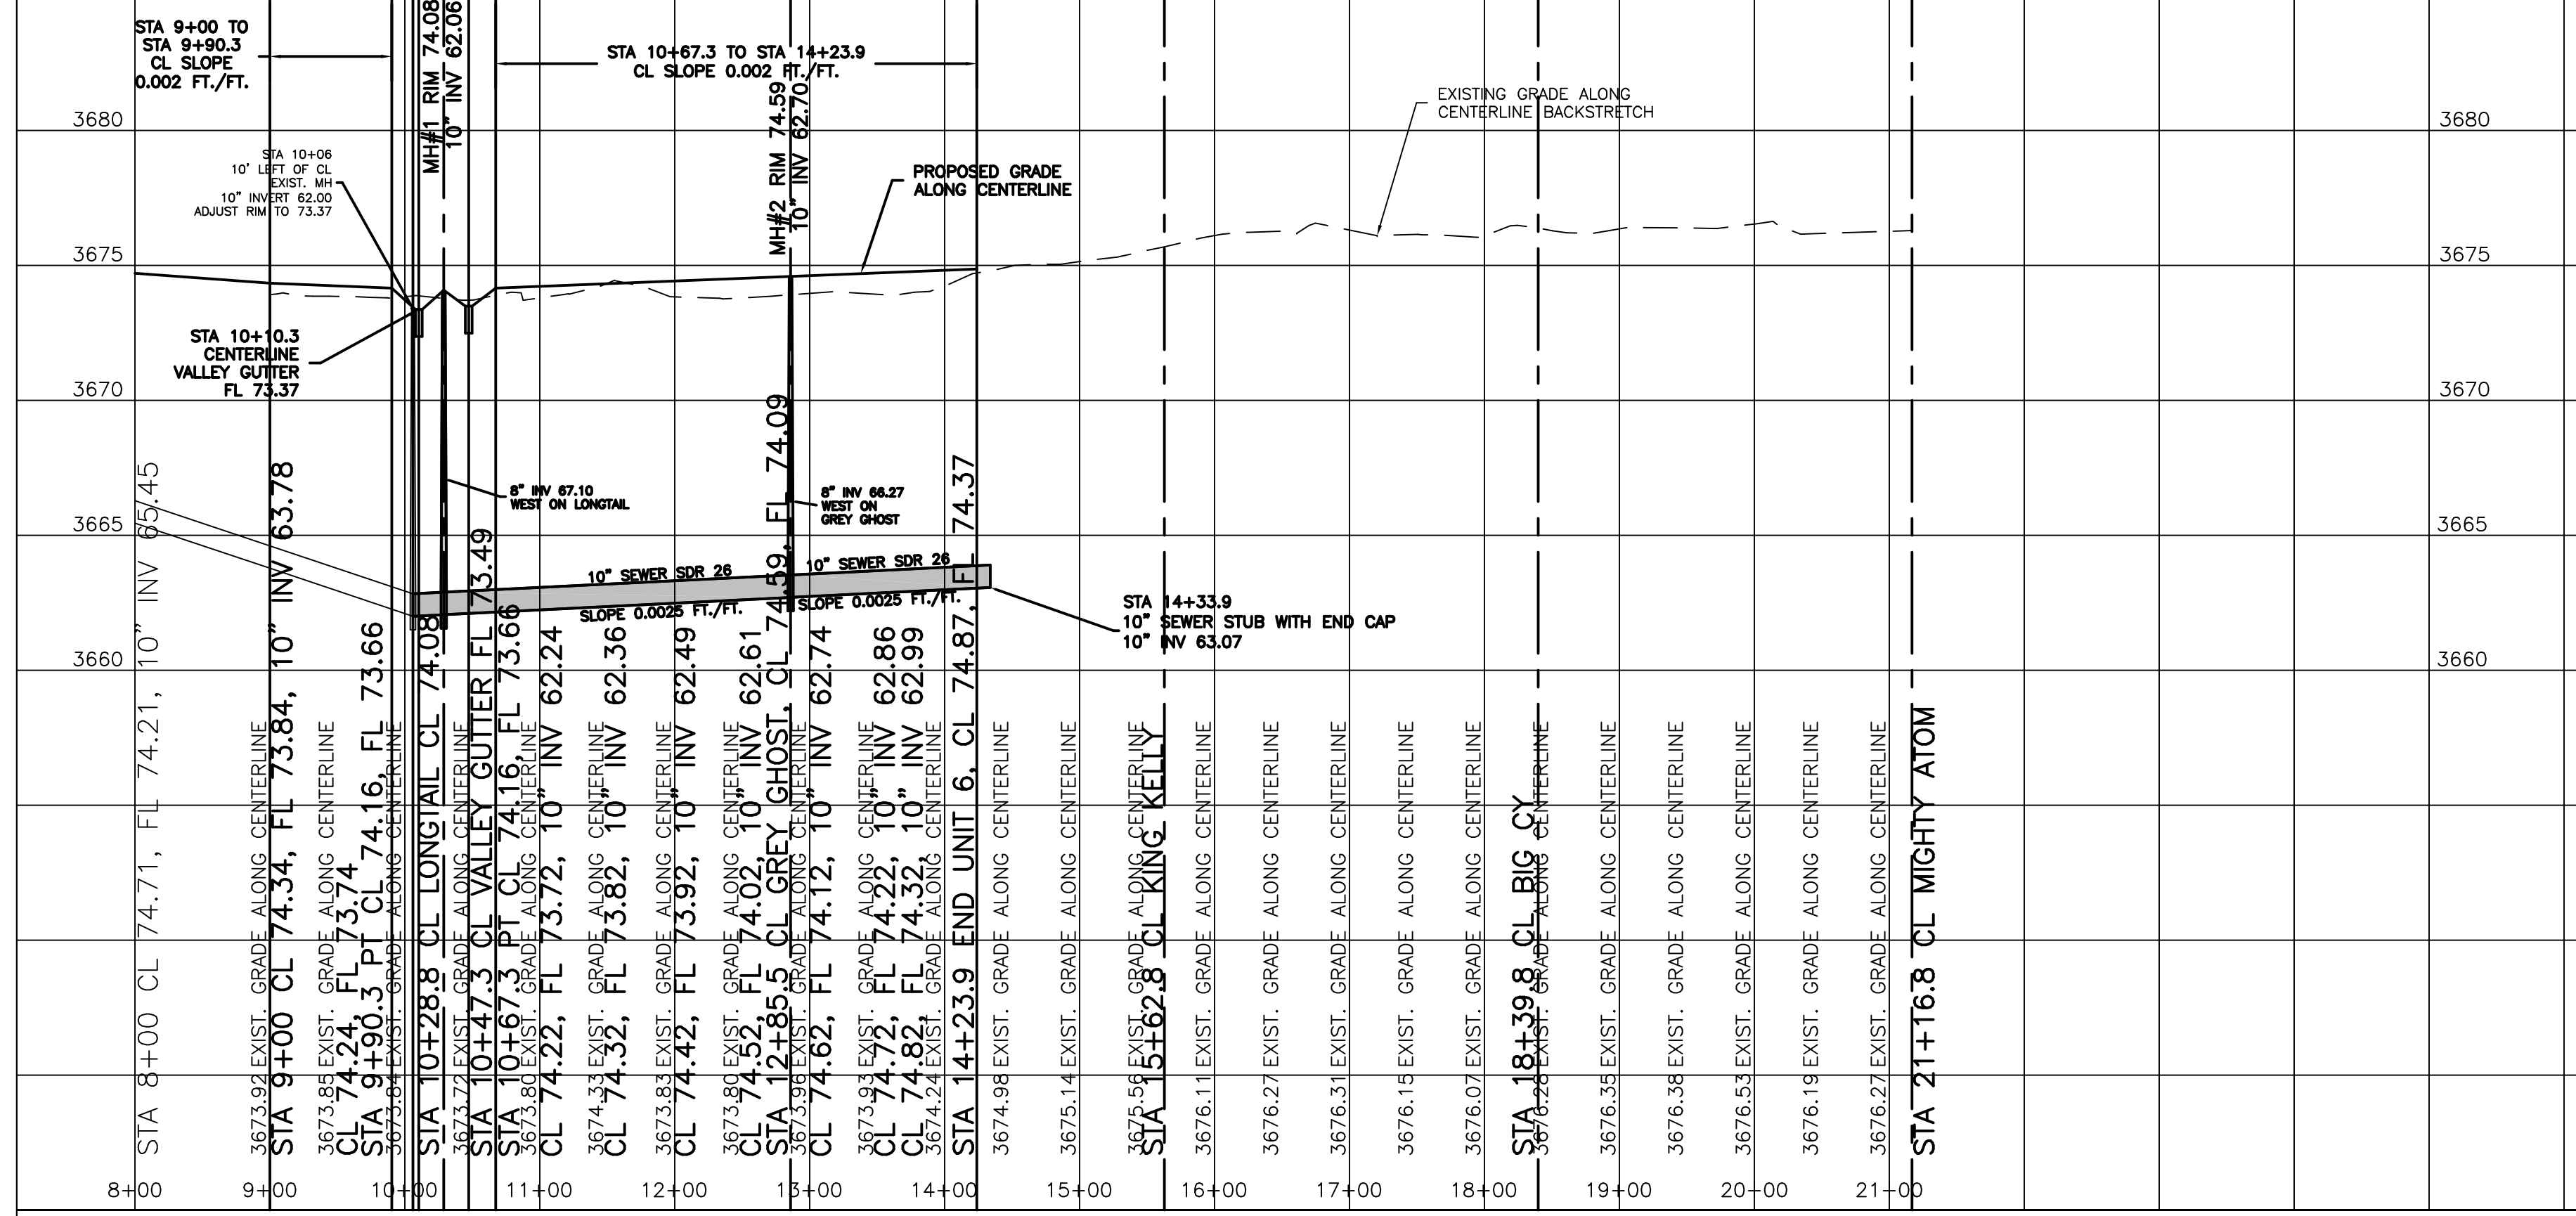 STA 9+00 TO
STA 9+90.3
CL SLOPE
0.002 FT./FT.
MH#1 RIM 74.08
10" INV 62.06
STA 10+67.3 TO STA 14+23.9
CL SLOPE 0.002 FT./FT.
MH#2 RIM 74.59
10" INV 62.70
EXISTING GRADE ALONG
CENTERLINE BACKSTRETCH
3680
3680
STA 10+06
10' LEFT OF CL
EXIST. MH
10" INVERT 62.00
ADJUST RIM TO 73.37
PROPOSED GRADE
ALONG CENTERLINE
3675
3675
STA 10+10.3
CENTERLINE
VALLEY GUTTER
FL 73.37
3670
3670
8" INV 67.10
WEST ON LONGTAIL
8" INV 66.27
WEST ON
GREY GHOST
3665
3665
10" SEWER SDR 26
SLOPE 0.0025 FT./FT.
10" SEWER SDR 26
SLOPE 0.0025 FT./FT.
STA 14+33.9
10" SEWER STUB WITH END CAP
10" INV 63.07
3660
3660
STA 8+00 CL 74.71, FL 74.21, 10" INV 65.45
3673.92 EXIST. GRADE ALONG CENTERLINE
STA 9+00 CL 74.34, FL 73.84, 10" INV 63.78
3673.85 EXIST. GRADE ALONG CENTERLINE
CL 74.24, FL 73.74
STA 9+90.3 PT CL 74.16, FL 73.66
3673.84 EXIST. GRADE ALONG CENTERLINE
STA 10+28.8 CL LONGTAIL CL 74.08
3673.72 EXIST. GRADE ALONG CENTERLINE
STA 10+47.3 CL VALLEY GUTTER FL 73.49
STA 10+67.3 PT CL 74.16, FL 73.66
3673.80 EXIST. GRADE ALONG CENTERLINE
CL 74.22, FL 73.72, 10" INV 62.24
3674.33 EXIST. GRADE ALONG CENTERLINE
CL 74.32, FL 73.82, 10" INV 62.36
3673.83 EXIST. GRADE ALONG CENTERLINE
CL 74.42, FL 73.92, 10" INV 62.49
3673.80 EXIST. GRADE ALONG CENTERLINE
CL 74.52, FL 74.02, 10" INV 62.61
STA 12+85.5 CL GREY GHOST, CL 74.59, FL 74.09
3673.96 EXIST. GRADE ALONG CENTERLINE
CL 74.62, FL 74.12, 10" INV 62.74
3673.93 EXIST. GRADE ALONG CENTERLINE
CL 74.72, FL 74.22, 10" INV 62.86
CL 74.82, FL 74.32, 10" INV 62.99
3674.24 EXIST. GRADE ALONG CENTERLINE
STA 14+23.9 END UNIT 6, CL 74.87, FL 74.37
3674.98 EXIST. GRADE ALONG CENTERLINE
3675.14 EXIST. GRADE ALONG CENTERLINE
3675.56 EXIST. GRADE ALONG CENTERLINE
STA 15+62.8 CL KING KELLY
3676.11 EXIST. GRADE ALONG CENTERLINE
3676.27 EXIST. GRADE ALONG CENTERLINE
3676.31 EXIST. GRADE ALONG CENTERLINE
3676.15 EXIST. GRADE ALONG CENTERLINE
3676.07 EXIST. GRADE ALONG CENTERLINE
STA 18+39.8 CL BIG CY
3676.28 EXIST. GRADE ALONG CENTERLINE
3676.35 EXIST. GRADE ALONG CENTERLINE
3676.38 EXIST. GRADE ALONG CENTERLINE
3676.53 EXIST. GRADE ALONG CENTERLINE
3676.19 EXIST. GRADE ALONG CENTERLINE
3676.27 EXIST. GRADE ALONG CENTERLINE
STA 21+16.8 CL MIGHTY ATOM
8+00 9+00 10+00 11+00 12+00 13+00 14+00 15+00 16+00 17+00 18+00 19+00 20+00 21+00